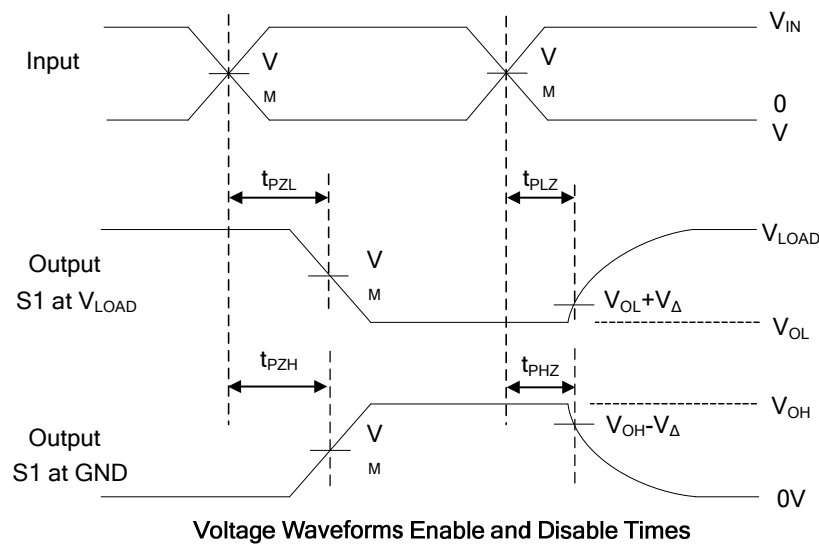 V_IN
Input
V
M
V
M
0
V
t_PZL
t_PLZ
V_LOAD
Output
S1 at V_LOAD
V
M
V_OL+V_Δ
V_OL
t_PZH
t_PHZ
V_OH
Output
S1 at GND
V
M
V_OH-V_Δ
0V
Voltage Waveforms Enable and Disable Times